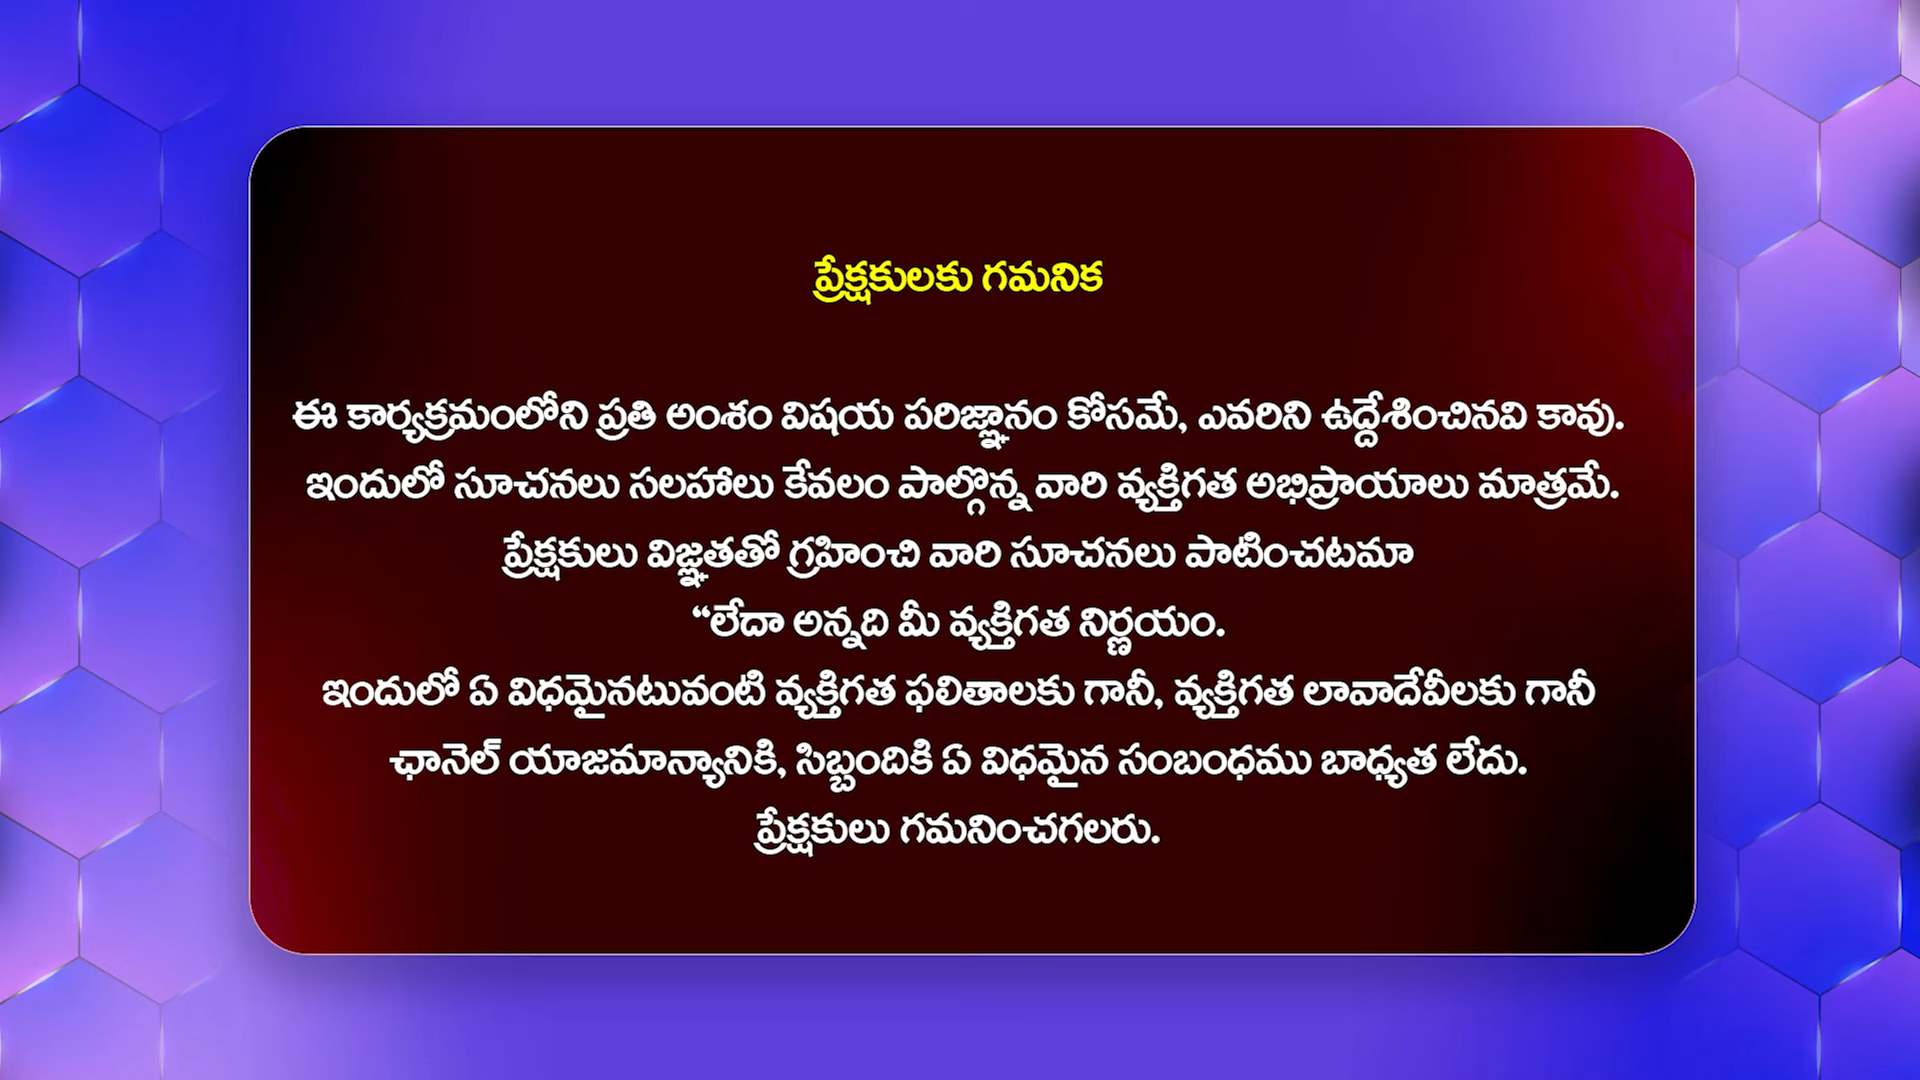 ప్రేక్షకులకు గమనిక
ఈ కార్యక్రమంలోని ప్రతి అంశం విషయ పరిజ్ఞానం కోసమే, ఎవరిని ఉద్దేశించినవి కావు.
ఇందులో సూచనలు సలహాలు కేవలం పాల్గొన్న వారి వ్యక్తిగత అభిప్రాయాలు మాత్రమే.
ప్రేక్షకులు విజ్ఞతతో గ్రహించి వారి సూచనలు పాటించటమా
“లేదా అన్నది మీ వ్యక్తిగత నిర్ణయం.
ఇందులో ఏ విధమైనటువంటి వ్యక్తిగత ఫలితాలకు గానీ, వ్యక్తిగత లావాదేవీలకు గానీ
ఛానెల్ యాజమాన్యానికి, సిబ్బందికి ఏ విధమైన సంబంధము బాధ్యత లేదు.
ప్రేక్షకులు గమనించగలరు.